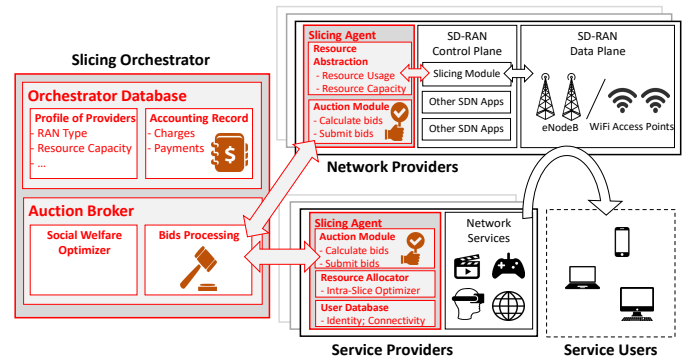 Slicing Orchestrator
Orchestrator Database
Profile of Providers
- RAN Type
- Resource Capacity
- ...
Accounting Record
- Charges
- Payments
$
Auction Broker
Social Welfare
Optimizer
Bids Processing
Slicing Agent
Resource
Abstraction
- Resource Usage
- Resource Capacity
Auction Module
- Calculate bids
- Submit bids
SD-RAN
Control Plane
Slicing Module
Other SDN Apps
Other SDN Apps
SD-RAN
Data Plane
eNodeB
WiFi Access Points
Network Providers
Slicing Agent
Auction Module
- Calculate bids
- Submit bids
Resource Allocator
- Intra-Slice Optimizer
User Database
- Identity; Connectivity
Network
Services
Service Providers
Service Users